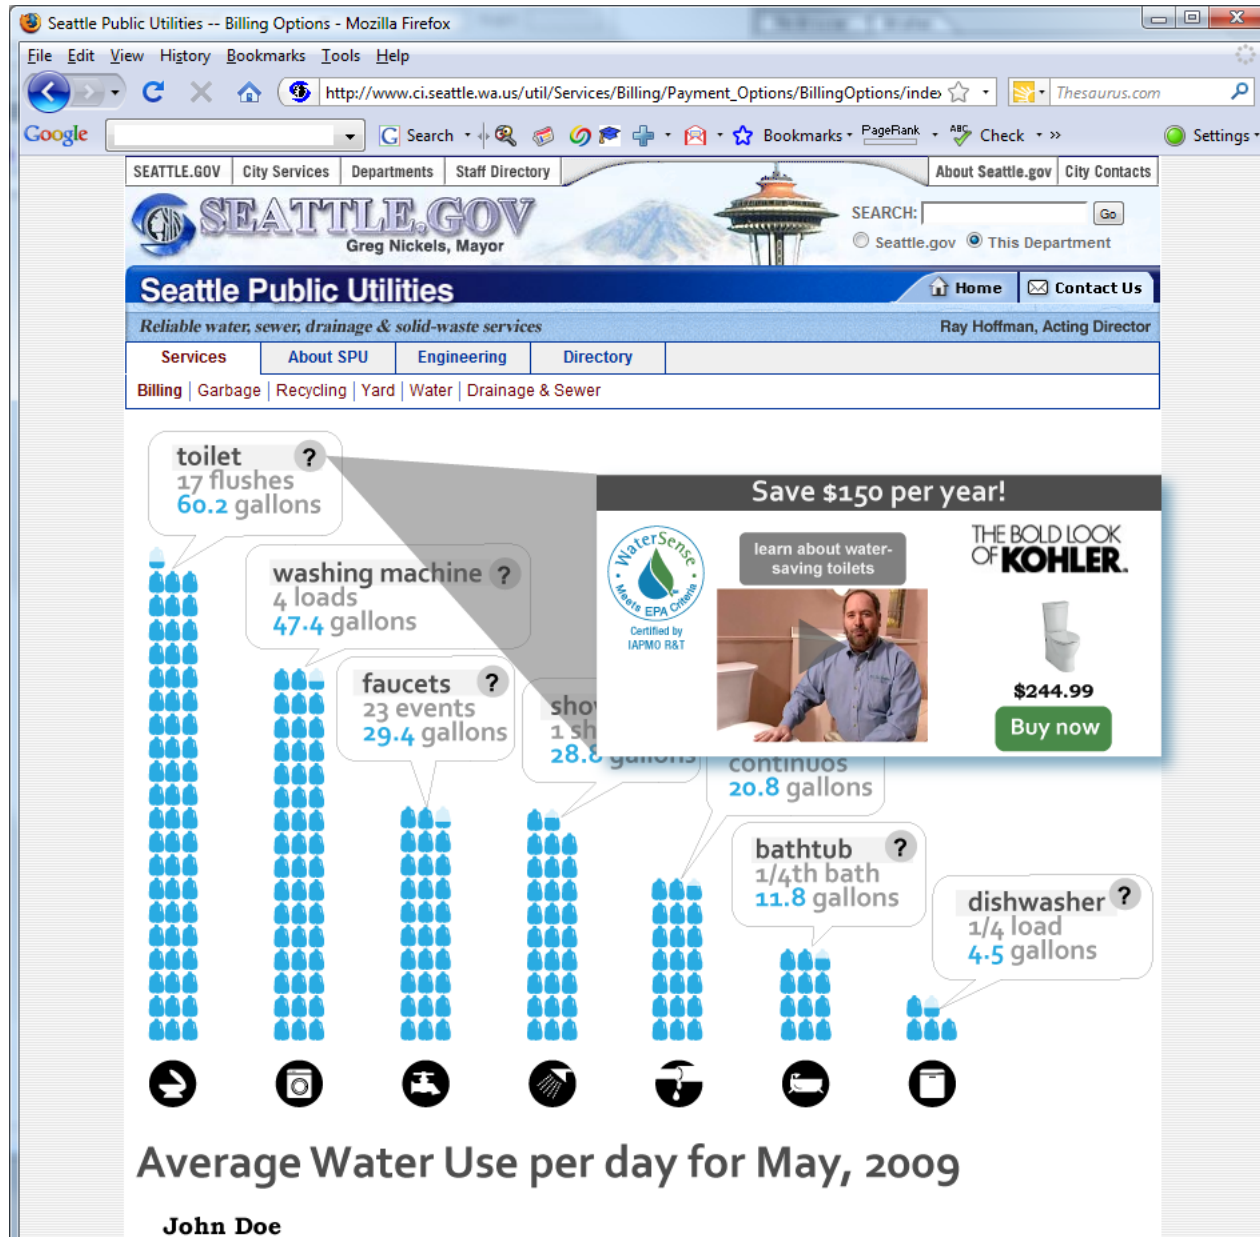 Seattle Public Utilities -- Billing Options - Mozilla Firefox
File Edit View History Bookmarks Tools Help
http://www.ci.seattle.wa.us/util/Services/Billing/Payment_Options/BillingOptions/index
Thesaurus.com
Google
Search
Bookmarks
PageRank
ABC
Check
»
Settings
SEATTLE.GOV
City Services
Departments
Staff Directory
About Seattle.gov
City Contacts
SEATTLE.GOV
Greg Nickels, Mayor
SEARCH:
Go
Seattle.gov
This Department
Seattle Public Utilities
Home
Contact Us
Reliable water, sewer, drainage & solid-waste services
Ray Hoffman, Acting Director
Services
About SPU
Engineering
Directory
Billing | Garbage | Recycling | Yard | Water | Drainage & Sewer
toilet ?
17 flushes
60.2 gallons
washing machine ?
4 loads
47.4 gallons
faucets ?
23 events
29.4 gallons
1 sh
28.8 gallons
Save $150 per year!
WaterSense
Meets EPA Criteria
Certified by
IAPMO R&T
learn about water-
saving toilets
THE BOLD LOOK
OF KOHLER.
$244.99
Buy now
continuos
20.8 gallons
bathtub ?
1/4th bath
11.8 gallons
dishwasher ?
1/4 load
4.5 gallons
Average Water Use per day for May, 2009
John Doe